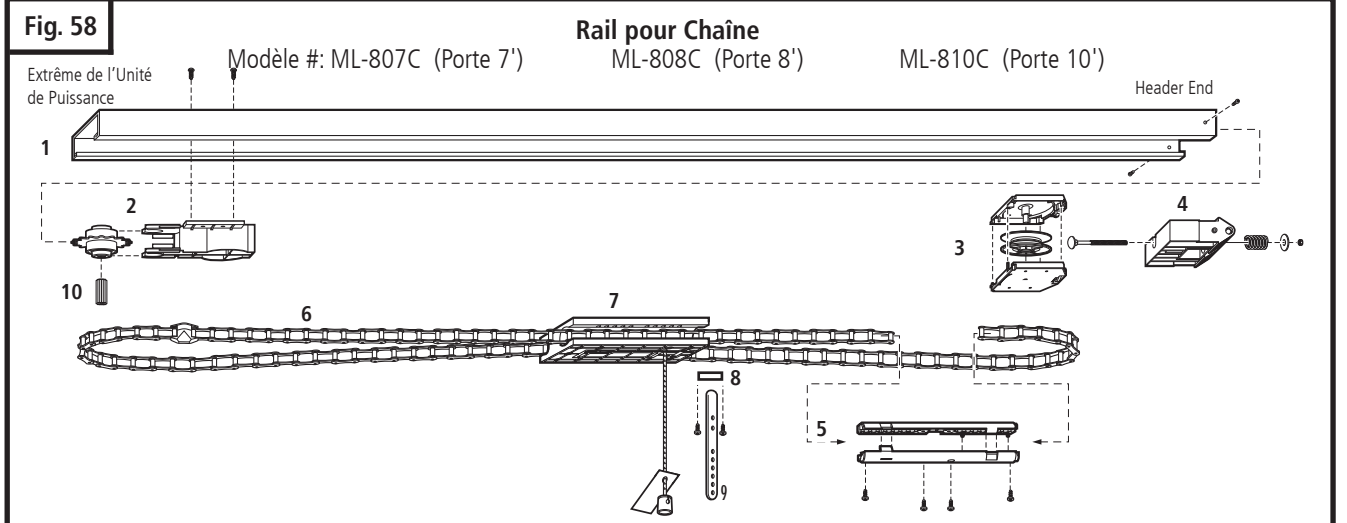 Fig. 58
Rail pour Chaîne
Modèle #: ML-807C (Porte 7') ML-808C (Porte 8') ML-810C (Porte 10')
Extrême de l'Unité
de Puissance
Header End
1
2
3
4
10
6
7
8
5
9